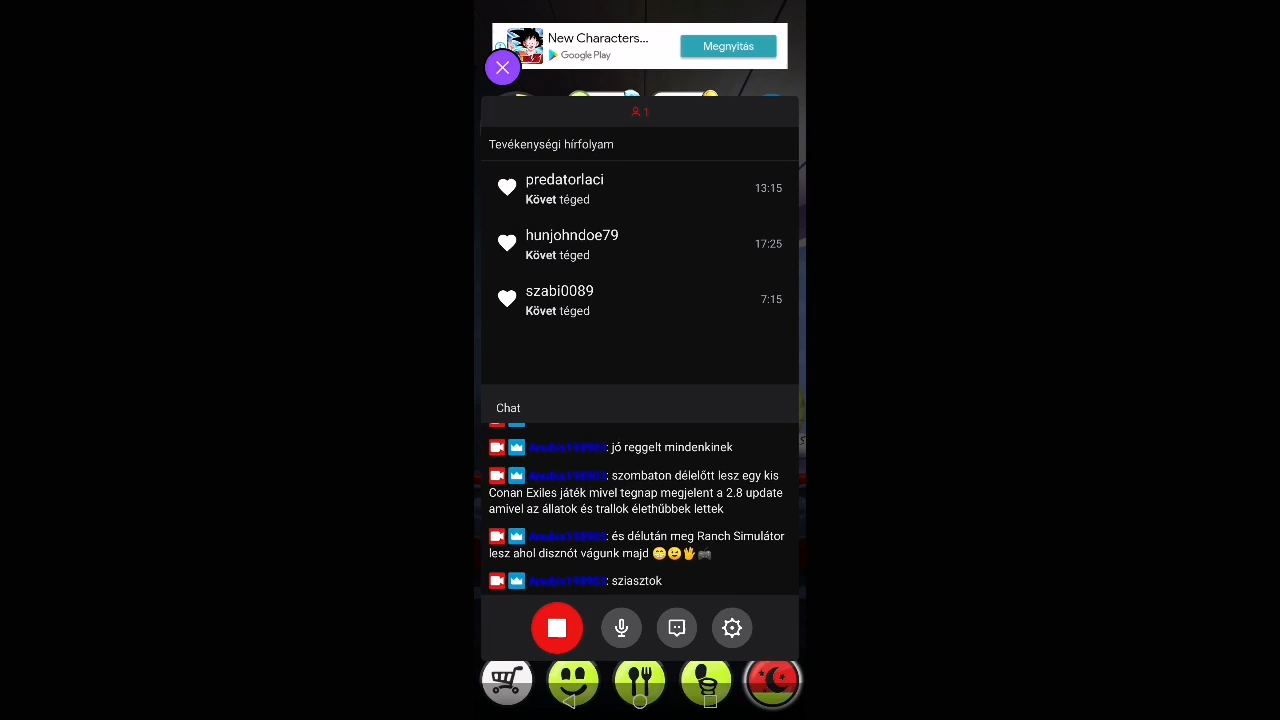 New Characters...
Google Play
Megnyitás
1
Tevékenységi hírfolyam
predatorlaci
13:15
Követ téged
hunjohndoe79
17:25
Követ téged
szabi0089
7:15
Követ téged
Chat
: jó reggelt mindenkinek
: szombaton délelőtt lesz egy kis
Conan Exiles játék mivel tegnap megjelent a 2.8 update
amivel az állatok és trallok élethűbbek lettek
: és délután meg Ranch Simulátor
lesz ahol disznót vágunk majd 😁😉🖖🎮
: sziasztok